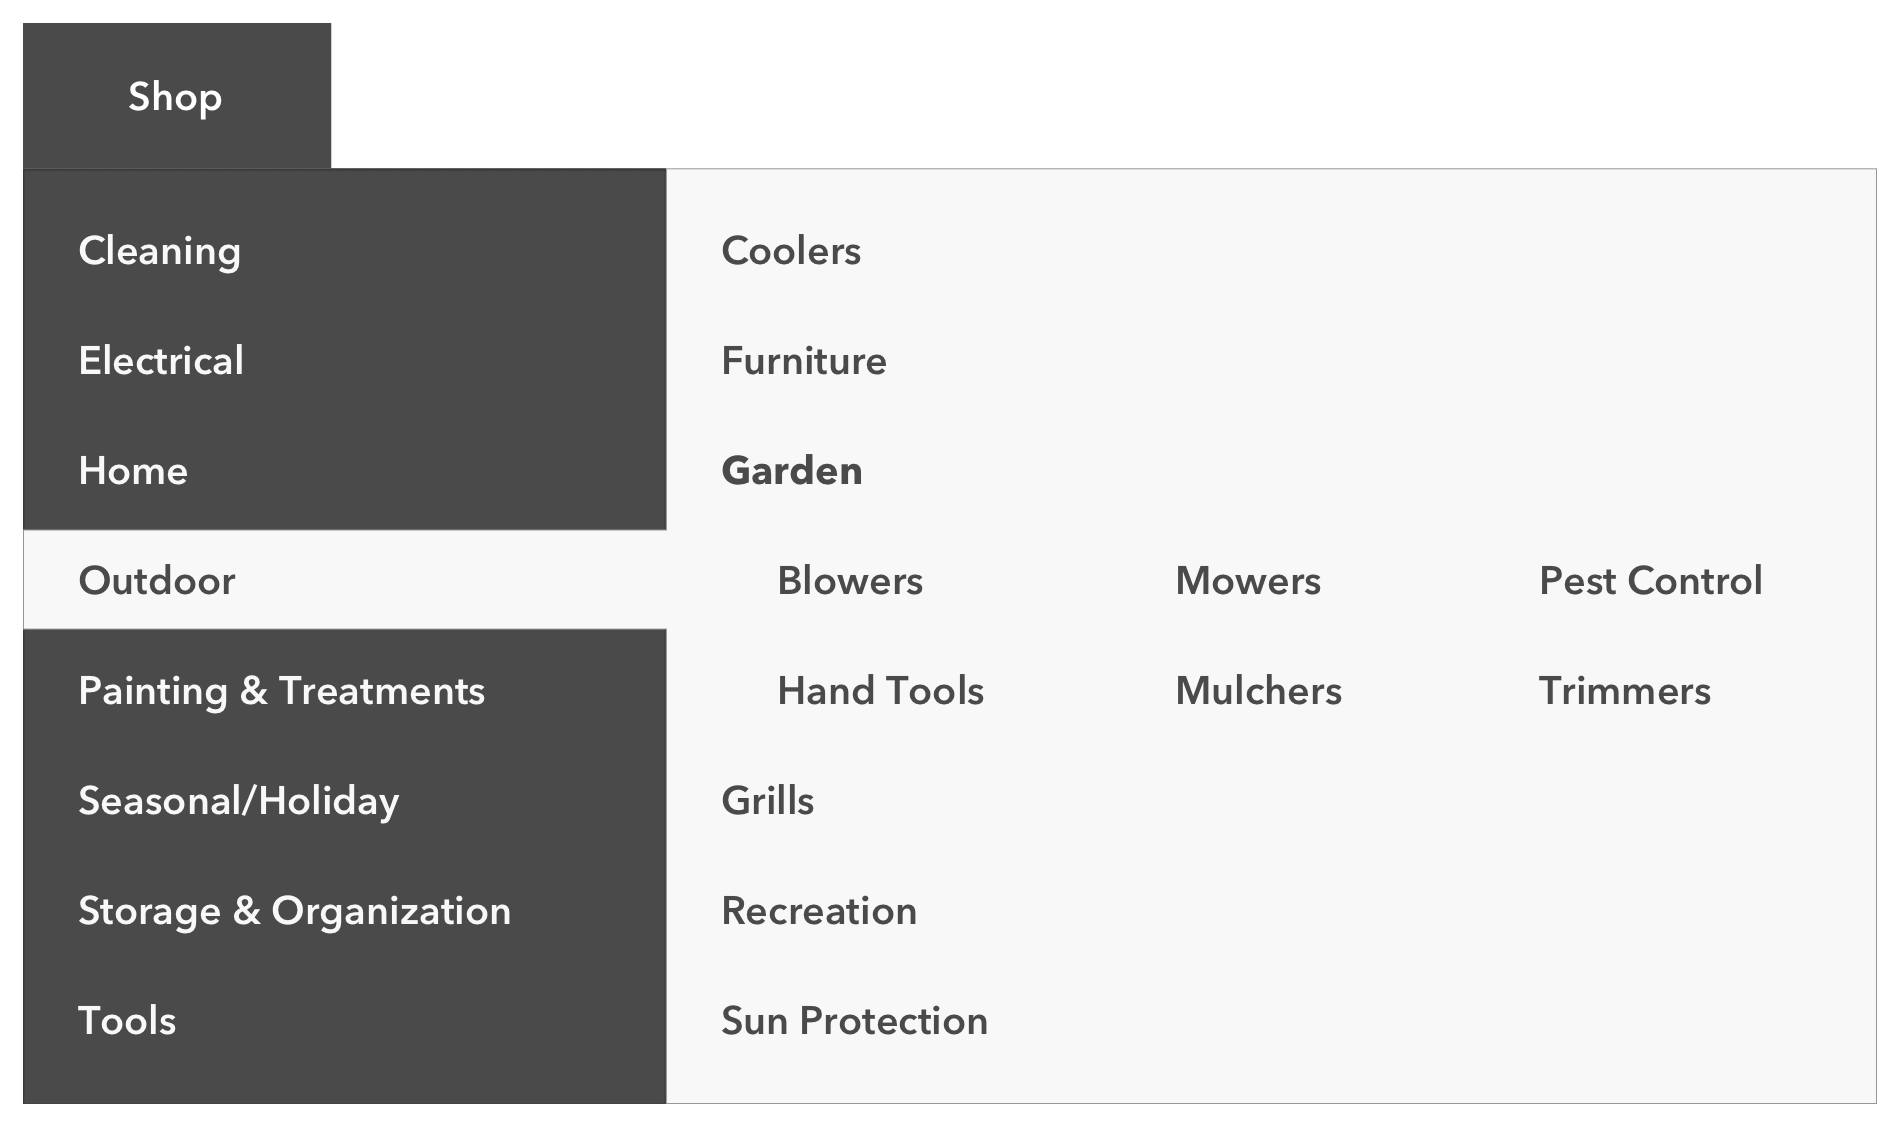 Shop
Cleaning
Electrical
Home
Outdoor
Painting & Treatments
Seasonal/Holiday
Storage & Organization
Tools
Coolers
Furniture
Garden
Blowers Mowers Pest Control
Hand Tools Mulchers Trimmers
Grills
Recreation
Sun Protection